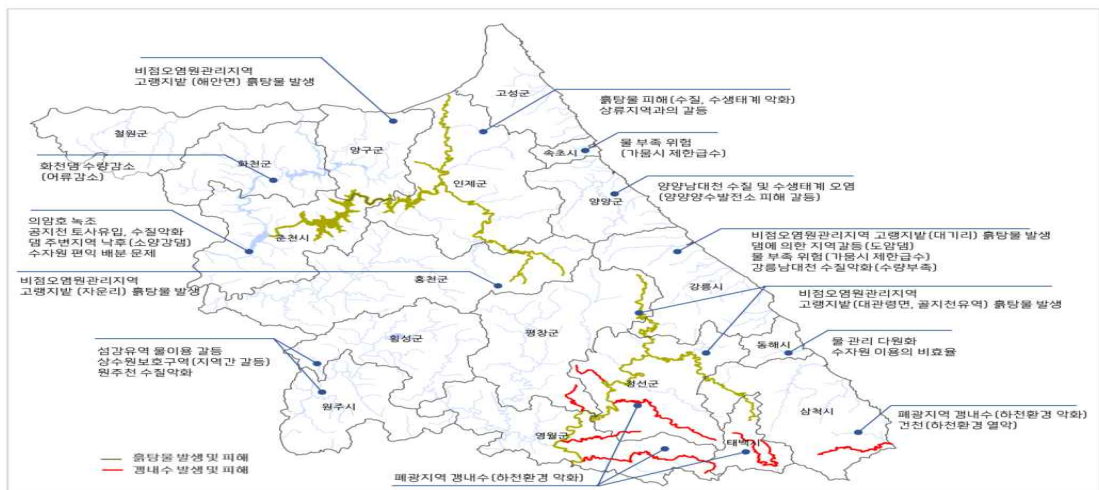 비점오염원관리지역
고랭지밭 (해안면) 흙탕물 발생
고성군
흙탕물 피해(수질, 수생태계 악화)
상류지역과의 갈등
철원군
양구군
속초시
물 부족 위험
(가뭄시 제한급수)
화천댐 수량감소
(어류감소)
화천군
인제군
양양남대천 수질 및 수생태계 오염
(양양양수발전소 피해 갈등)
양양군
의암호 녹조
공지천 토사유입, 수질악화
댐 주변지역 낙후(소양강댐)
수자원 편익 배분 문제
춘천시
비점오염원관리지역 고랭지밭(대기리) 흙탕물 발생
댐에 의한 지역갈등(도암댐)
물 부족 위험(가뭄시 제한급수)
강릉남대천 수질악화(수량부족)
비점오염원관리지역
고랭지밭 (자운리) 흙탕물 발생
홍천군
강릉시
비점오염원관리지역
고랭지밭(대관령면, 골지천유역) 흙탕물 발생
횡성군
평창군
동해시
물 관리 다원화
수자원 이용의 비효율
섬강유역 물이용 갈등
상수원보호구역(지역간 갈등)
원주천 수질악화
원주시
정선군
삼척시
폐광지역 갱내수(하천환경 악화)
건천(하천환경 열악)
영월군
태백시
흙탕물 발생 및 피해
갱내수 발생 및 피해
폐광지역 갱내수(하천환경 악화)